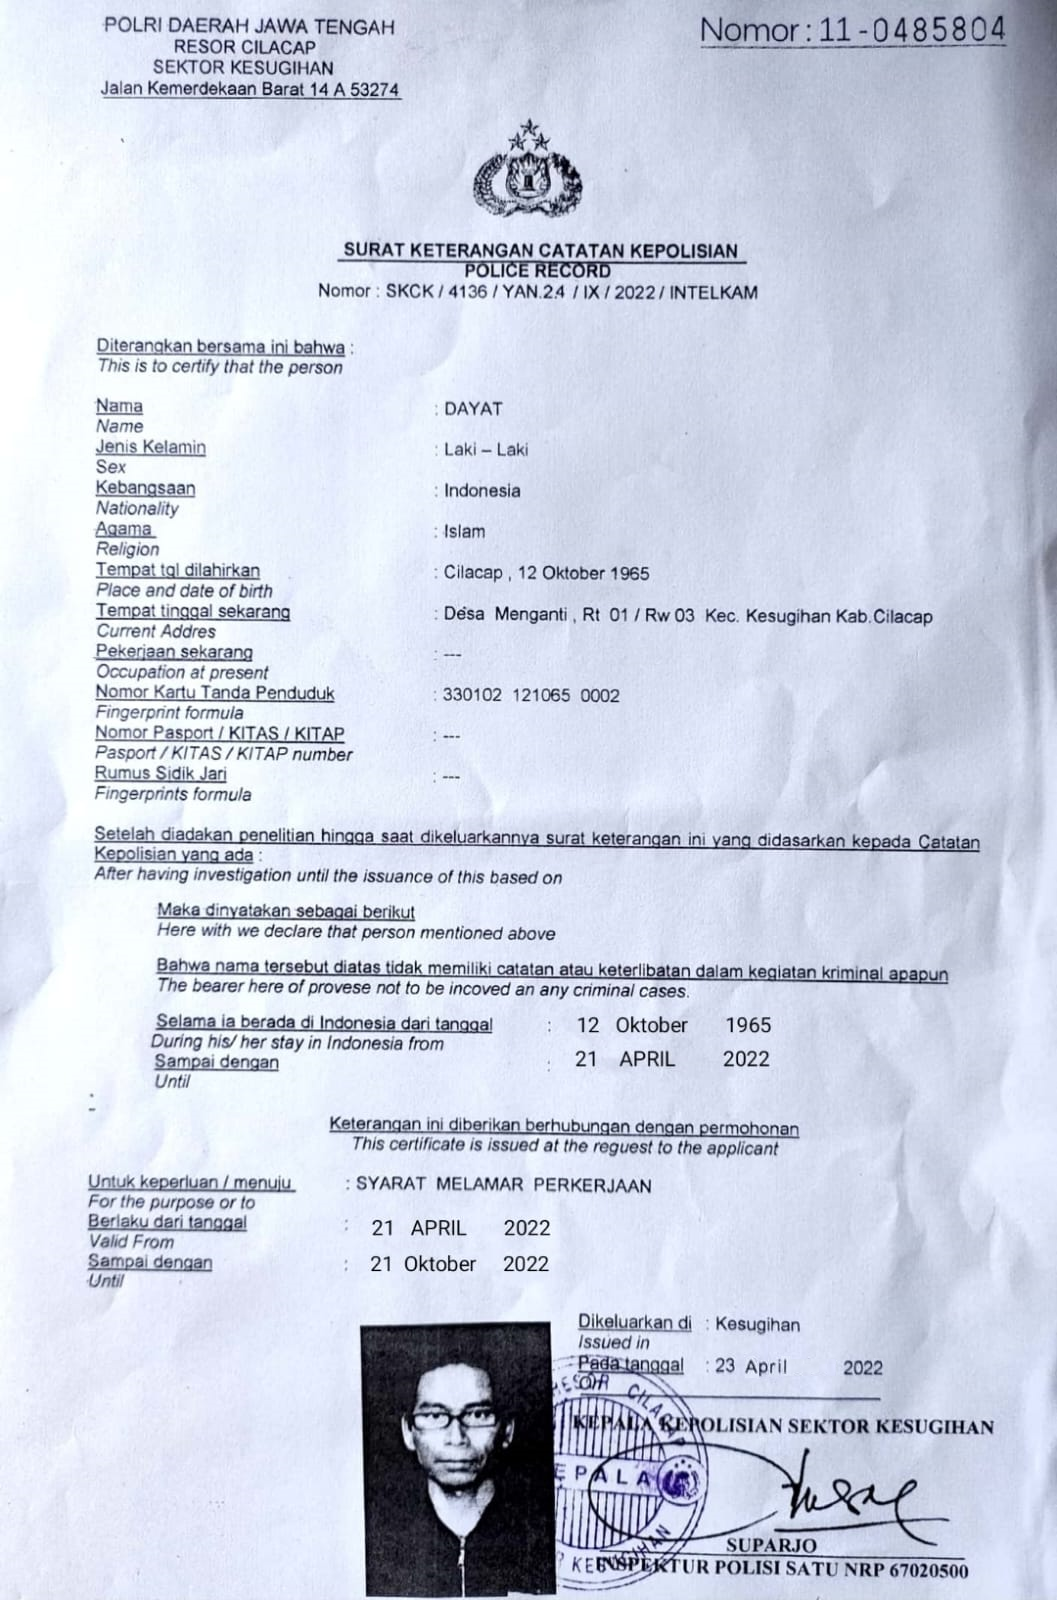 POLRI DAERAH JAWA TENGAH
RESOR CILACAP
SEKTOR KESUGIHAN
Jalan Kemerdekaan Barat 14 A 53274
Nomor : 11-0485804
SURAT KETERANGAN CATATAN KEPOLISIAN
POLICE RECORD
Nomor : SKCK / 4136 / YAN.2.4 / IX / 2022 / INTELKAM
Diterangkan bersama ini bahwa :
This is to certify that the person
Nama : DAYAT
Name
Jenis Kelamin : Laki – Laki
Sex
Kebangsaan : Indonesia
Nationality
Agama : Islam
Religion
Tempat tgl dilahirkan : Cilacap , 12 Oktober 1965
Place and date of birth
Tempat tinggal sekarang : Desa Menganti , Rt 01 / Rw 03 Kec. Kesugihan Kab.Cilacap
Current Addres
Pekerjaan sekarang : ---
Occupation at present
Nomor Kartu Tanda Penduduk : 330102 121065 0002
Fingerprint formula
Nomor Pasport / KITAS / KITAP : ---
Pasport / KITAS / KITAP number
Rumus Sidik Jari : ---
Fingerprints formula
Setelah diadakan penelitian hingga saat dikeluarkannya surat keterangan ini yang didasarkan kepada Catatan
Kepolisian yang ada :
After having investigation until the issuance of this based on
Maka dinyatakan sebagai berikut
Here with we declare that person mentioned above
Bahwa nama tersebut diatas tidak memiliki catatan atau keterlibatan dalam kegiatan kriminal apapun
The bearer here of provese not to be incoved an any criminal cases.
Selama ia berada di Indonesia dari tanggal : 12 Oktober 1965
During his/ her stay in Indonesia from
Sampai dengan : 21 APRIL 2022
Until
Keterangan ini diberikan berhubungan dengan permohonan
This certificate is issued at the reguest to the applicant
Untuk keperluan / menuju : SYARAT MELAMAR PERKERJAAN
For the purpose or to
Berlaku dari tanggal : 21 APRIL 2022
Valid From
Sampai dengan : 21 Oktober 2022
Until
Dikeluarkan di : Kesugihan
Issued in
Pada tanggal : 23 April 2022
On
KEPALA KEPOLISIAN SEKTOR KESUGIHAN
RESOR CILACAP
KEPALA
KESUGIHAN
SUPARJO
INSPEKTUR POLISI SATU NRP 67020500